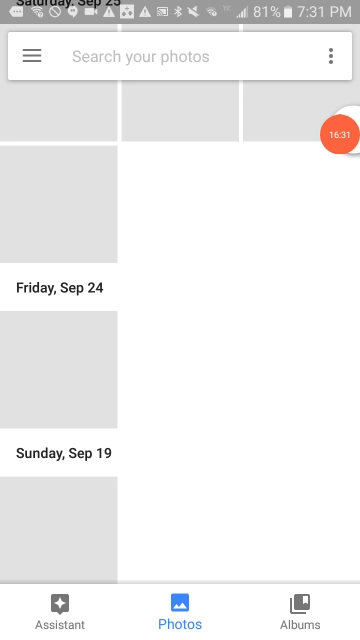 Saturday, Sep 25
81% 7:31 PM
Search your photos
16:31
Friday, Sep 24
Sunday, Sep 19
Assistant
Photos
Albums